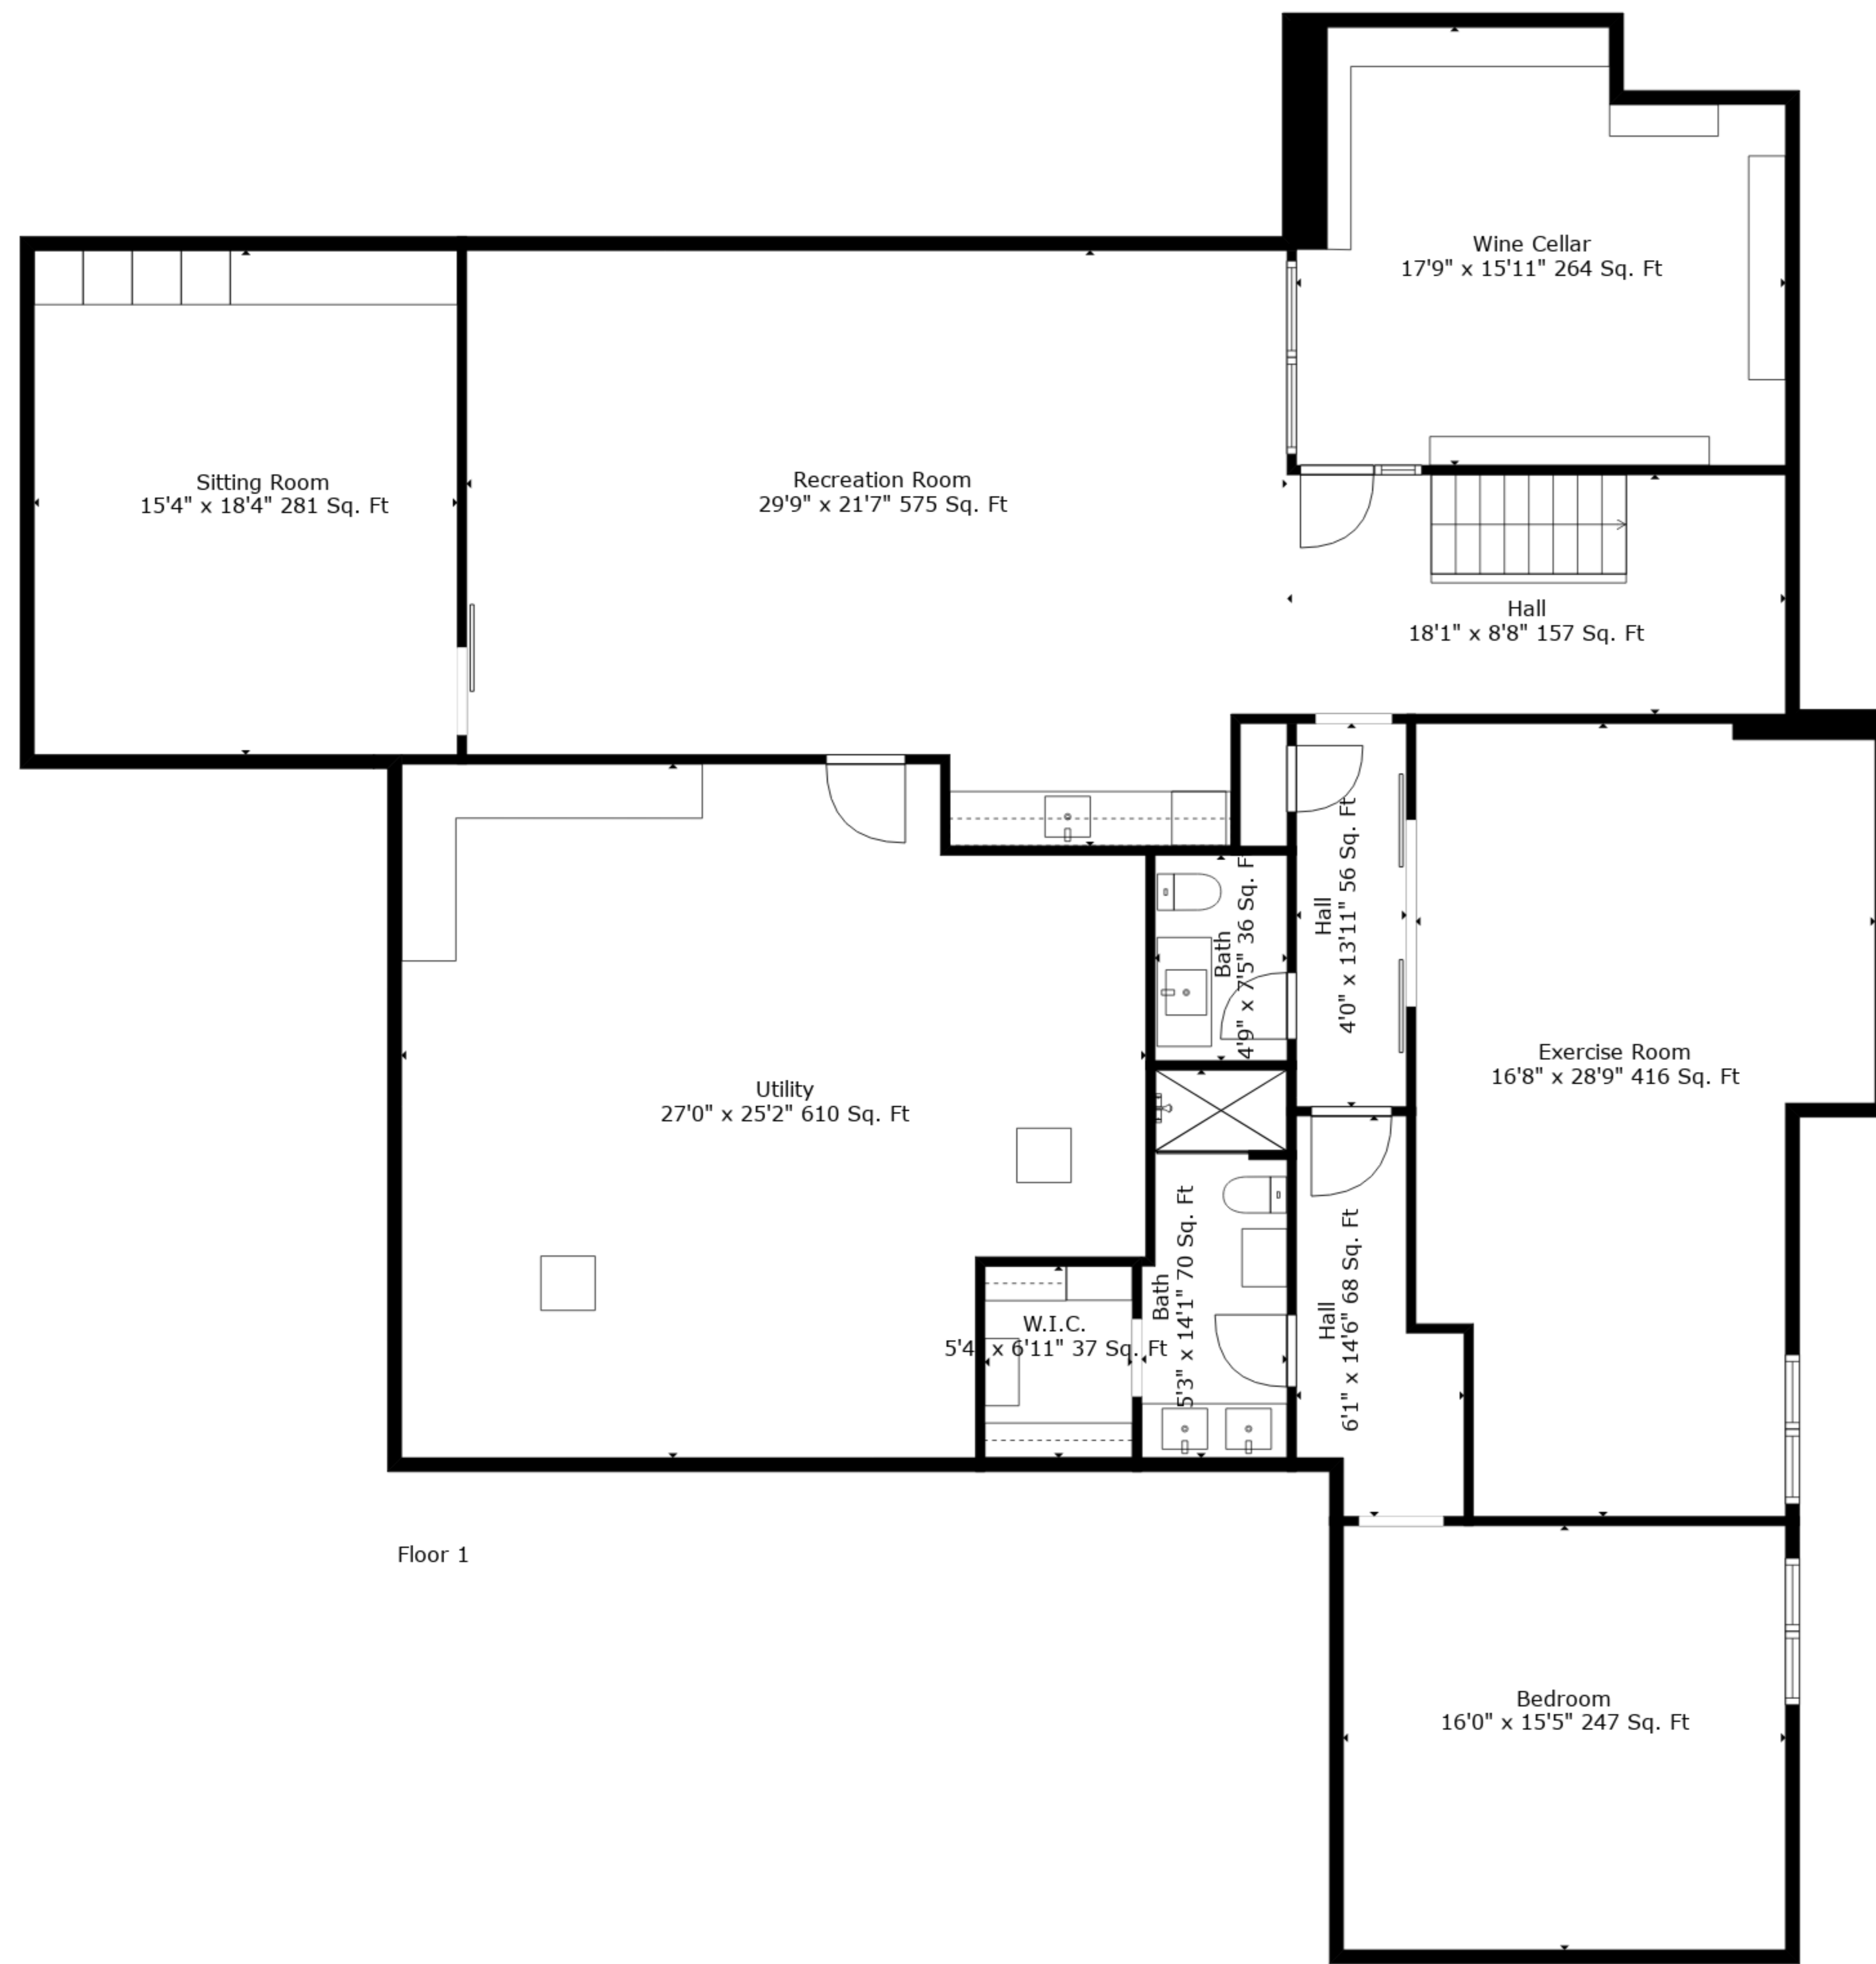 Wine Cellar
17'9" x 15'11" 264 Sq. Ft
Sitting Room
15'4" x 18'4" 281 Sq. Ft
Recreation Room
29'9" x 21'7" 575 Sq. Ft
Hall
18'1" x 8'8" 157 Sq. Ft
Hall
4'0" x 13'11" 56 Sq. Ft
Bath
4'9" x 7'5" 36 Sq. F
Exercise Room
16'8" x 28'9" 416 Sq. Ft
Utility
27'0" x 25'2" 610 Sq. Ft
Bath
5'3" x 14'1" 70 Sq. Ft
Hall
6'1" x 14'6" 68 Sq. Ft
W.I.C.
5'4" x 6'11" 37 Sq. Ft
Floor 1
Bedroom
16'0" x 15'5" 247 Sq. Ft